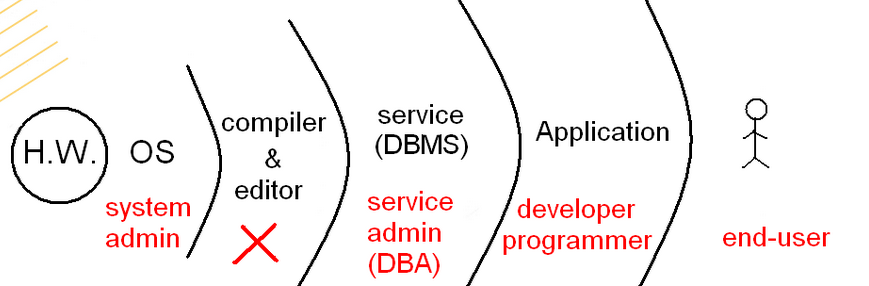 H.W.
OS
system
admin
compiler
&
editor
service
(DBMS)
service
admin
(DBA)
Application
developer
programmer
end-user